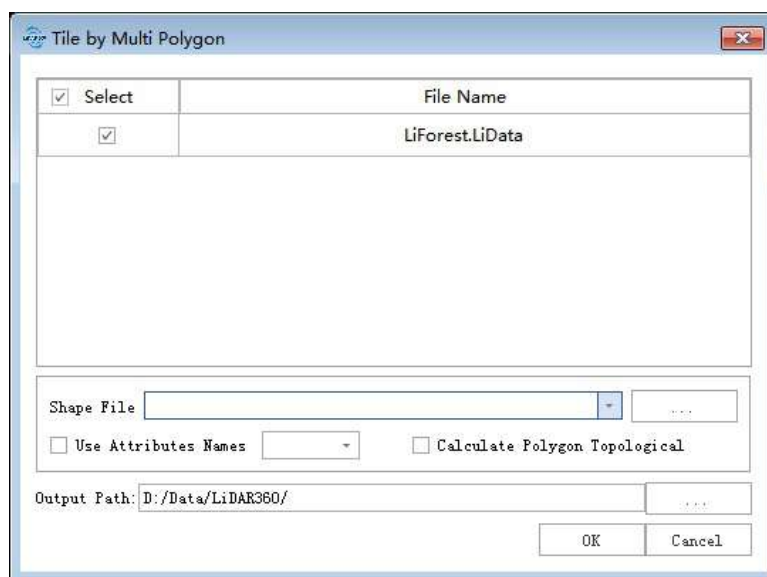 Tile by Multi Polygon
Select File Name
LiForest.LiData
Shape File ...
Use Attributes Names Calculate Polygon Topological
Output Path: D:/Data/LiDAR360/ ...
OK Cancel